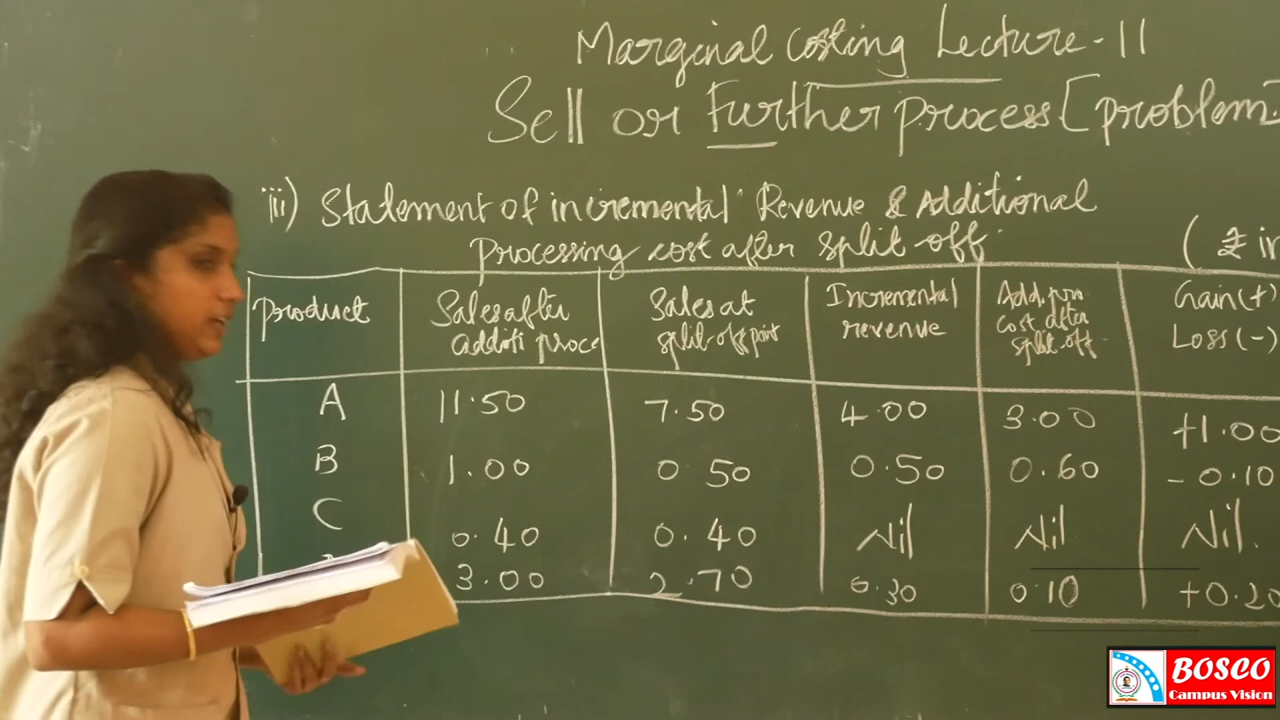 Marginal costing Lecture - 11
Sell or Further process [problem]
iii) Statement of incremental Revenue & Additional
processing cost after split-off.
(₹ in
Product Sales after additi proce Sales at split-off point Incremental revenue Add. pro cost after split-off. Gain(+) Loss(-)
A 11.50 7.50 4.00 3.00 +1.00
B 1.00 0.50 0.50 0.60 -0.10
C 0.40 0.40 Nil Nil Nil.
3.00 2.70 0.30 0.10 +0.20
BOSCO
Campus Vision